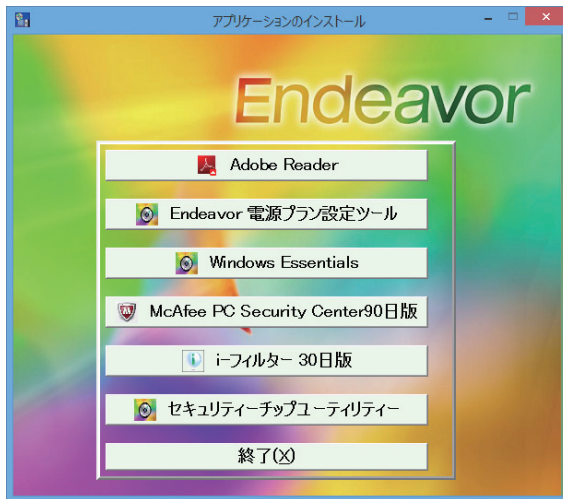 アプリケーションのインストール
Endeavor
Adobe Reader
Endeavor 電源プラン設定ツール
Windows Essentials
McAfee PC Security Center90日版
i-フィルター 30日版
セキュリティーチップユーティリティー
終了(X)